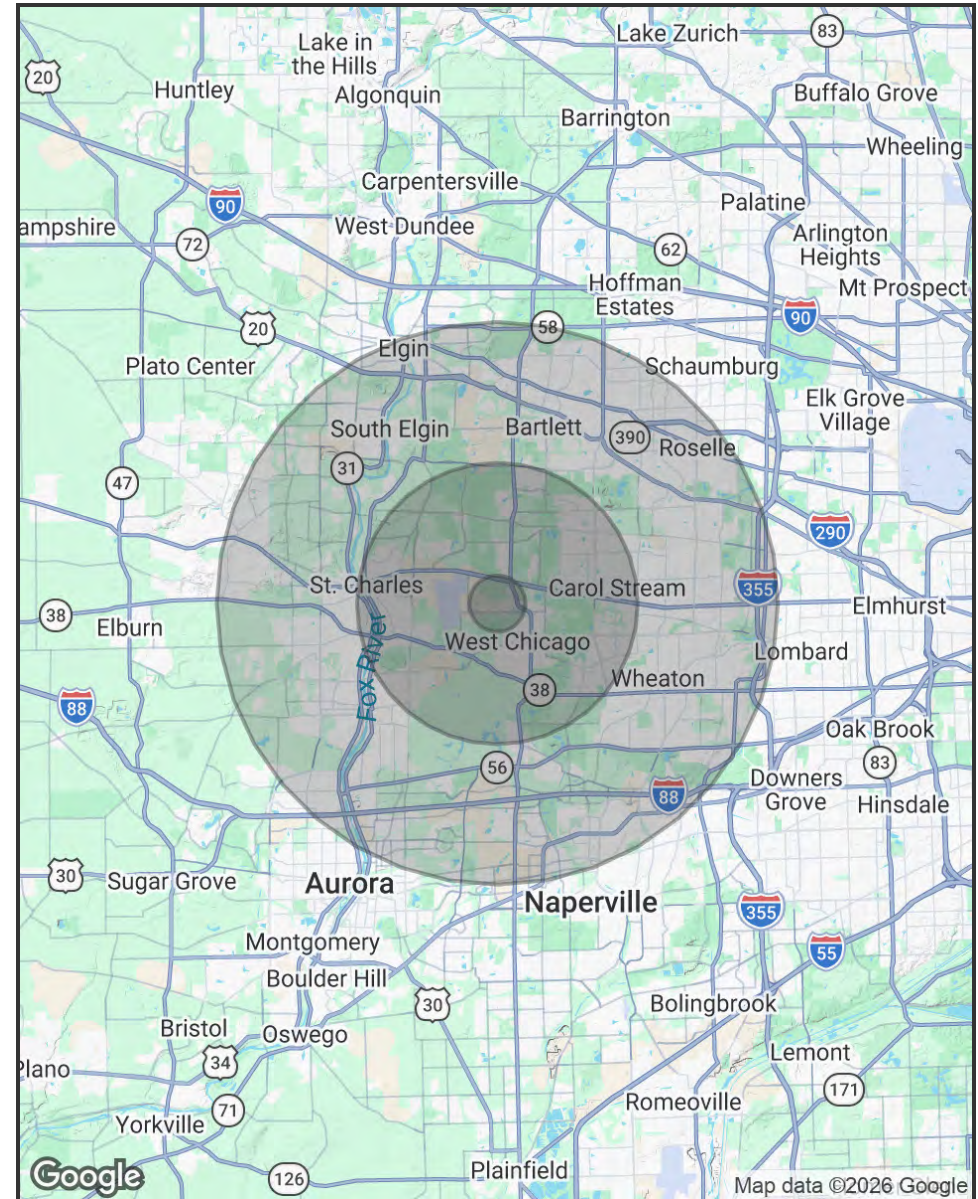 Lake Zurich
83
Lake in
the Hills
20
Huntley
Algonquin
Buffalo Grove
Barrington
Wheeling
Carpentersville
90
Palatine
ampshire
West Dundee
72
62
Arlington
Heights
Hoffman
Estates
Mt Prospect
20
58
90
Elgin
Plato Center
Schaumburg
Elk Grove
Village
South Elgin
Bartlett
390
Roselle
31
47
290
St. Charles
Carol Stream
355
38
Elmhurst
Elburn
Fox River
West Chicago
Lombard
38
Wheaton
88
Oak Brook
56
83
Downers
Grove
88
Hinsdale
30
Sugar Grove
Aurora
Naperville
355
Montgomery
55
Boulder Hill
30
Bolingbrook
Bristol
Oswego
34
Lemont
Plano
171
71
Romeoville
Yorkville
Plainfield
126
Google
Map data ©2026 Google